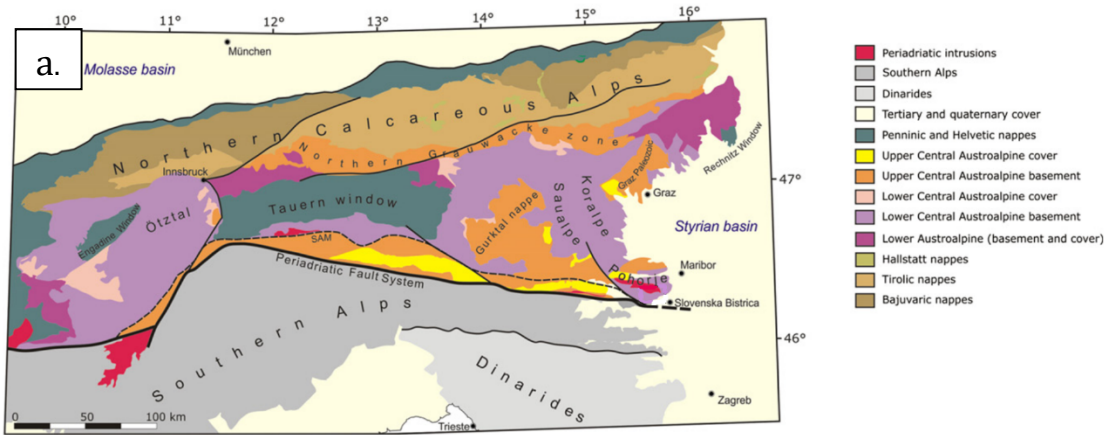 10°
11°
12°
13°
14°
15°
16°
a.
München
Molasse basin
Northern Calcareous Alps
Northern Grauwacke zone
Innsbruck
Rechnitz Window
Graz Paleozoic
Graz
47°
Ötztal
Engadine Window
Tauern window
SAM
Gurktal nappe
Saualpe
Koralpe
Styrian basin
Periadriatic Fault System
Pohorje
Maribor
Slovenska Bistrica
46°
Southern Alps
Dinarides
Zagreb
Trieste
0 50 100 km
Periadriatic intrusions
Southern Alps
Dinarides
Tertiary and quaternary cover
Penninic and Helvetic nappes
Upper Central Austroalpine cover
Upper Central Austroalpine basement
Lower Central Austroalpine cover
Lower Central Austroalpine basement
Lower Austroalpine (basement and cover)
Hallstatt nappes
Tirolic nappes
Bajuvaric nappes